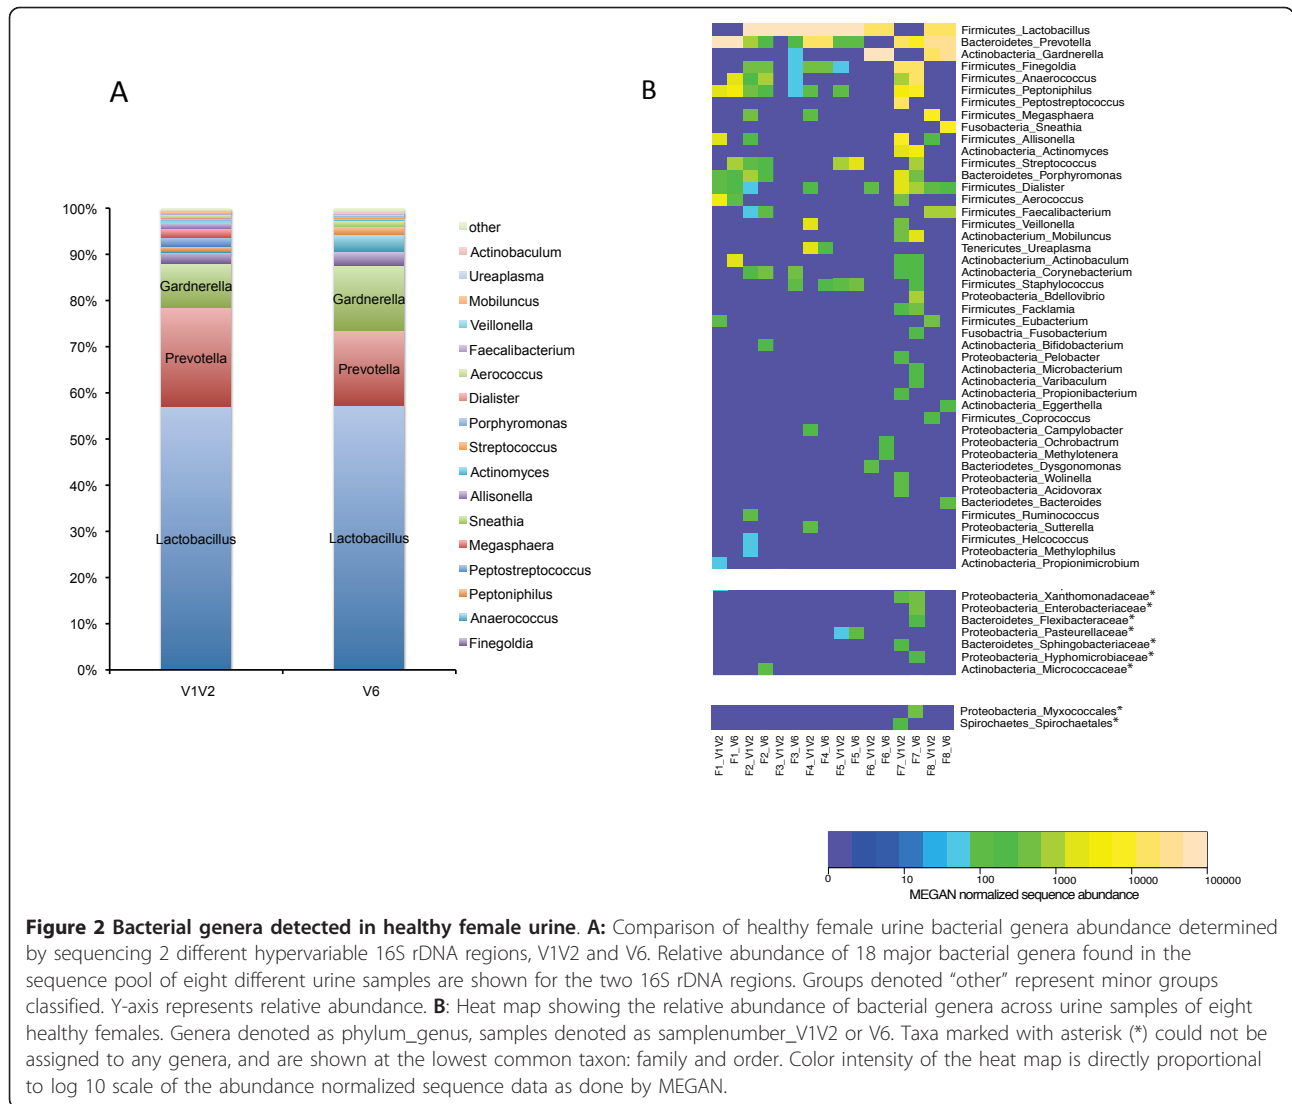 A
100%
90%
80%
70%
60%
50%
40%
30%
20%
10%
0%
Gardnerella
Prevotella
Lactobacillus
Gardnerella
Prevotella
Lactobacillus
V1V2
V6
other
Actinobaculum
Ureaplasma
Mobiluncus
Veillonella
Faecalibacterium
Aerococcus
Dialister
Porphyromonas
Streptococcus
Actinomyces
Allisonella
Sneathia
Megasphaera
Peptostreptococcus
Peptoniphilus
Anaerococcus
Finegoldia
B
Firmicutes_Lactobacillus
Bacteroidetes_Prevotella
Actinobacteria_Gardnerella
Firmicutes_Finegoldia
Firmicutes_Anaerococcus
Firmicutes_Peptoniphilus
Firmicutes_Peptostreptococcus
Firmicutes_Megasphaera
Fusobacteria_Sneathia
Firmicutes_Allisonella
Actinobacteria_Actinomyces
Firmicutes_Streptococcus
Bacteroidetes_Porphyromonas
Firmicutes_Dialister
Firmicutes_Aerococcus
Firmicutes_Faecalibacterium
Firmicutes_Veillonella
Actinobacterium_Mobiluncus
Tenericutes_Ureaplasma
Actinobacterium_Actinobaculum
Actinobacteria_Corynebacterium
Firmicutes_Staphylococcus
Proteobacteria_Bdellovibrio
Firmicutes_Facklamia
Firmicutes_Eubacterium
Fusobactria_Fusobacterium
Actinobacteria_Bifidobacterium
Proteobacteria_Pelobacter
Actinobacteria_Microbacterium
Actinobacteria_Varibaculum
Actinobacteria_Propionibacterium
Actinobacteria_Eggerthella
Firmicutes_Coprococcus
Proteobacteria_Campylobacter
Proteobacteria_Ochrobactrum
Proteobacteria_Methylotenera
Bacteriodetes_Dysgonomonas
Proteobacteria_Wolinella
Proteobacteria_Acidovorax
Bacteriodetes_Bacteroides
Firmicutes_Ruminococcus
Proteobacteria_Sutterella
Firmicutes_Helcococcus
Proteobacteria_Methylophilus
Actinobacteria_Propionimicrobium
Proteobacteria_Xanthomonadaceae*
Proteobacteria_Enterobacteriaceae*
Bacteroidetes_Flexibacteraceae*
Proteobacteria_Pasteurellaceae*
Bacteroidetes_Sphingobacteriaceae*
Proteobacteria_Hyphomicrobiaceae*
Actinobacteria_Micrococcaceae*
Proteobacteria_Myxococcales*
Spirochaetes_Spirochaetales*
F1_V1V2
F1_V6
F2_V1V2
F2_V6
F3_V1V2
F3_V6
F4_V1V2
F4_V6
F5_V1V2
F5_V6
F6_V1V2
F6_V6
F7_V1V2
F7_V6
F8_V1V2
F8_V6
0 10 100 1000 10000 100000
MEGAN normalized sequence abundance
Figure 2 Bacterial genera detected in healthy female urine. A: Comparison of healthy female urine bacterial genera abundance determined
by sequencing 2 different hypervariable 16S rDNA regions, V1V2 and V6. Relative abundance of 18 major bacterial genera found in the
sequence pool of eight different urine samples are shown for the two 16S rDNA regions. Groups denoted “other” represent minor groups
classified. Y-axis represents relative abundance. B: Heat map showing the relative abundance of bacterial genera across urine samples of eight
healthy females. Genera denoted as phylum_genus, samples denoted as samplenumber_V1V2 or V6. Taxa marked with asterisk (*) could not be
assigned to any genera, and are shown at the lowest common taxon: family and order. Color intensity of the heat map is directly proportional
to log 10 scale of the abundance normalized sequence data as done by MEGAN.